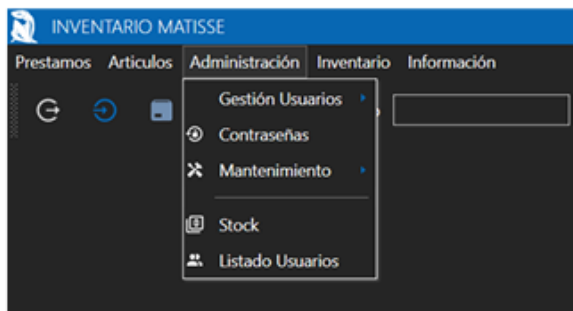 INVENTARIO MATISSE
Prestamos Articulos Administración Inventario Información
Gestión Usuarios
Contraseñas
Mantenimiento
Stock
Listado Usuarios